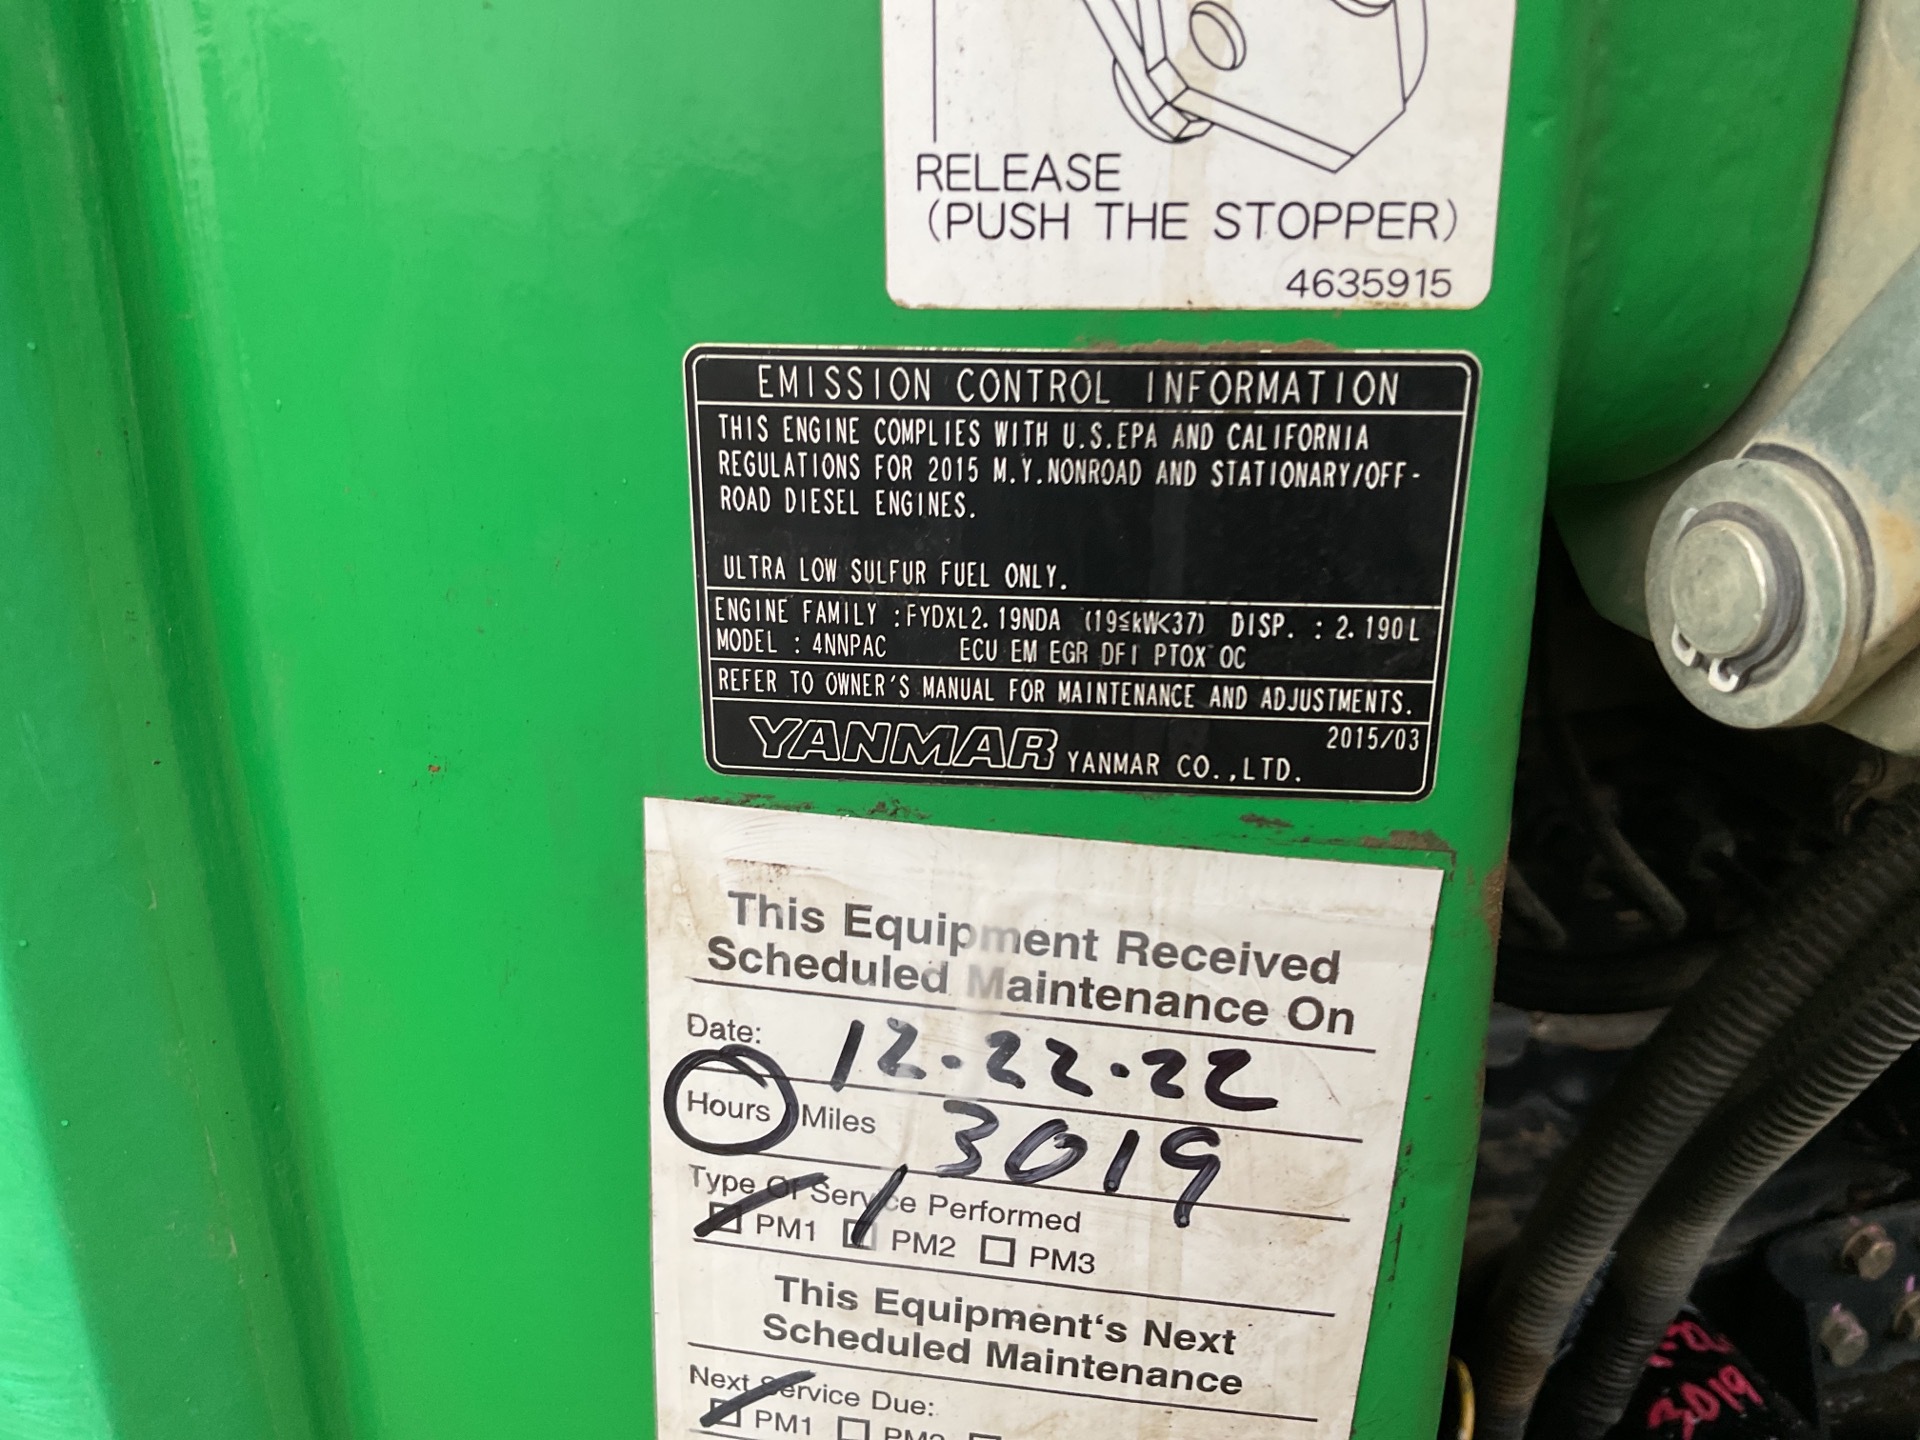 RELEASE
(PUSH THE STOPPER)
4635915
EMISSION CONTROL INFORMATION
THIS ENGINE COMPLIES WITH U.S.EPA AND CALIFORNIA
REGULATIONS FOR 2015 M.Y.NONROAD AND STATIONARY/OFF-
ROAD DIESEL ENGINES.
ULTRA LOW SULFUR FUEL ONLY.
ENGINE FAMILY :FYDXL2.19NDA (19≦kW<37) DISP. : 2.190L
MODEL : 4NNPAC ECU EM EGR DFI PTOX OC
REFER TO OWNER'S MANUAL FOR MAINTENANCE AND ADJUSTMENTS.
2015/03
YANMAR YANMAR CO.,LTD.
This Equipment Received
Scheduled Maintenance On
Date: 12-22-22
Hours Miles 3019
Type Of Service Performed
PM1 PM2 PM3
This Equipment's Next
Scheduled Maintenance
Next Service Due:
PM1 PM2
3019